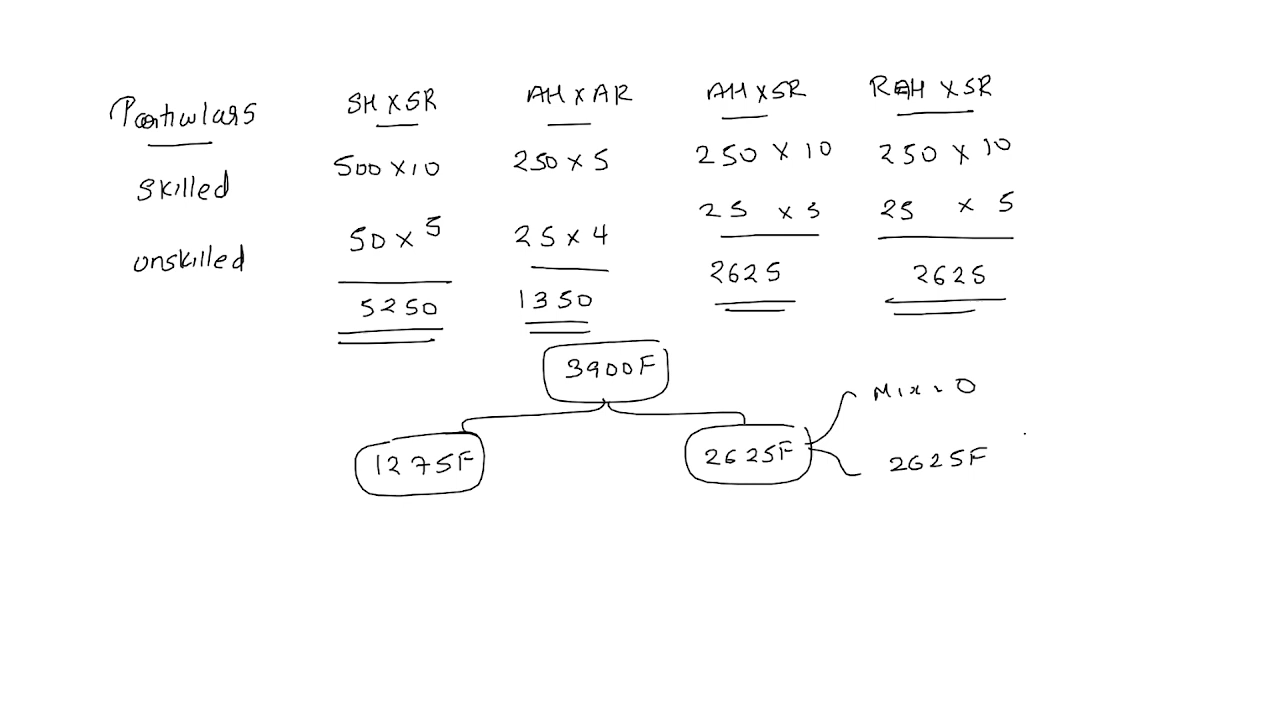 Particulars SH X SR AH X AR AH X SR RAH X SR
Skilled 500 X 10 250 X 5 250 X 10 250 X 10
unskilled 50 X 5 25 X 4 25 X 5 25 X 5
5250 1350 2625 2625
3900F
1275F 2625F
Mix = 0
2625F